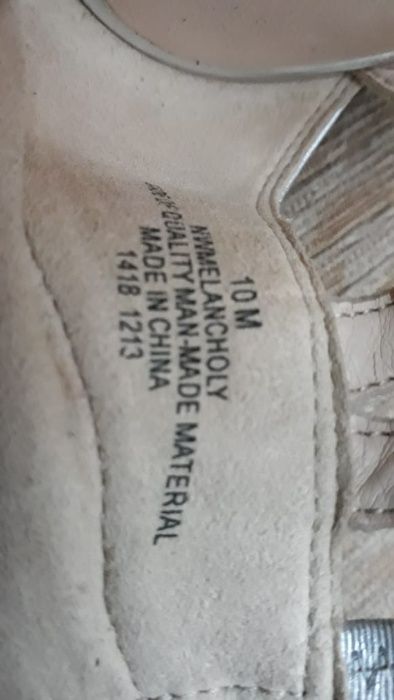 10 M
NWMELANCHOLY
QUALITY MAN-MADE MATERIAL
MADE IN CHINA
1418 1213